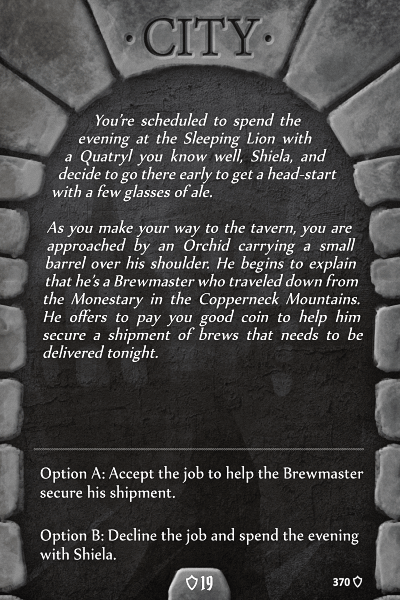 · CITY ·
You're scheduled to spend the
evening at the Sleeping Lion with
a Quatryl you know well, Shiela, and
decide to go there early to get a head-start
with a few glasses of ale.
As you make your way to the tavern, you are
approached by an Orchid carrying a small
barrel over his shoulder. He begins to explain
that he's a Brewmaster who traveled down from
the Monestary in the Copperneck Mountains.
He offers to pay you good coin to help him
secure a shipment of brews that needs to be
delivered tonight.
Option A: Accept the job to help the Brewmaster
secure his shipment.
Option B: Decline the job and spend the evening
with Shiela.
19
370